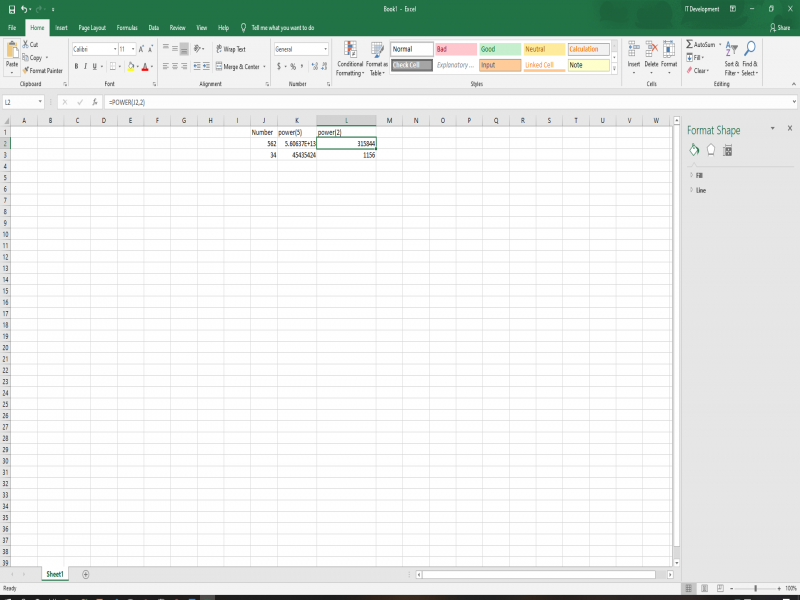 Book1 - Excel
IT Development
File Home Insert Page Layout Formulas Data Review View Help Tell me what you want to do
Share
Paste
Cut
Copy
Format Painter
Clipboard
Calibri 11
B I U
Font
Wrap Text
Merge & Center
Alignment
General
$ % ,
Number
Conditional Formatting
Format as Table
Normal Bad Good Neutral Calculation
Check Cell Explanatory ... Input Linked Cell Note
Styles
Insert Delete Format
Cells
AutoSum
Fill
Clear
Sort & Filter
Find & Select
Editing
L2 fx =POWER(J2,2)
A B C D E F G H I J K L M N O P Q R S T U V W
1 Number power(5) power(2)
2 562 5.60637E+13 315844
3 34 45435424 1156
4
5
6
7
8
9
10
11
12
13
14
15
16
17
18
19
20
21
22
23
24
25
26
27
28
29
30
31
32
33
34
35
36
37
38
39
Format Shape
Fill
Line
Sheet1
Ready
100%